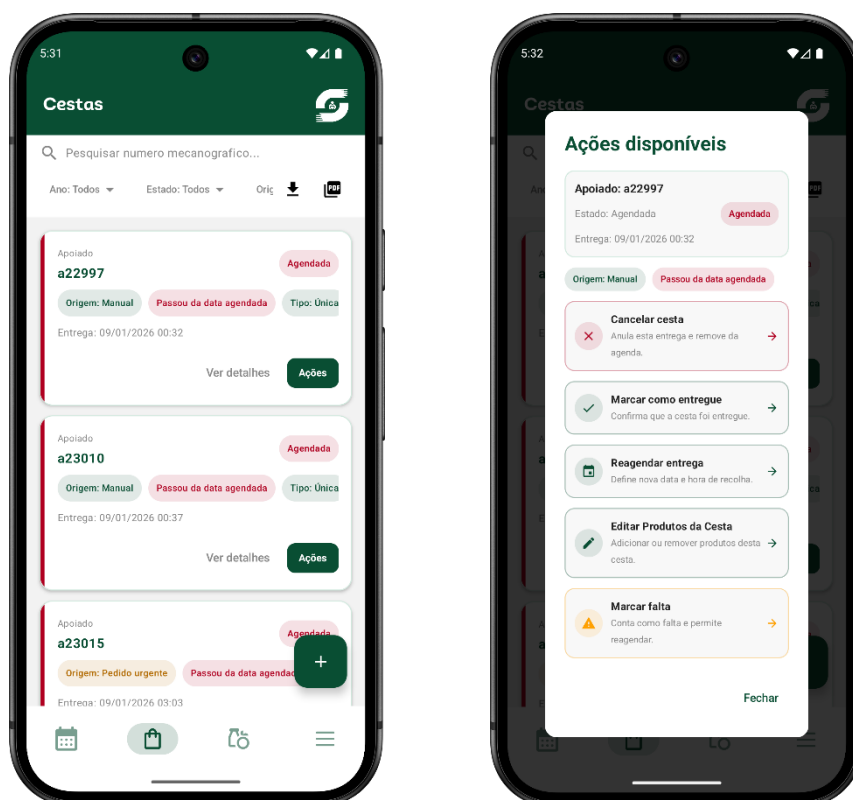 5:31
Cestas
Pesquisar numero mecanografico...
Ano: Todos Estado: Todos Orig PDF
Apoiado
a22997
Agendada
Origem: Manual Passou da data agendada Tipo: Única
Entrega: 09/01/2026 00:32
Ver detalhes Ações
Apoiado
a23010
Agendada
Origem: Manual Passou da data agendada Tipo: Única
Entrega: 09/01/2026 00:37
Ver detalhes Ações
Apoiado
a23015
Agendada
Origem: Pedido urgente Passou da data agendad
Entrega: 09/01/2026 03:03
+
5:32
Cestas
Ações disponíveis
Apoiado: a22997
Estado: Agendada
Agendada
Entrega: 09/01/2026 00:32
Origem: Manual Passou da data agendada
Cancelar cesta
Anula esta entrega e remove da
agenda.
Marcar como entregue
Confirma que a cesta foi entregue.
Reagendar entrega
Define nova data e hora de recolha.
Editar Produtos da Cesta
Adicionar ou remover produtos desta
cesta.
Marcar falta
Conta como falta e permite
reagendar.
Fechar